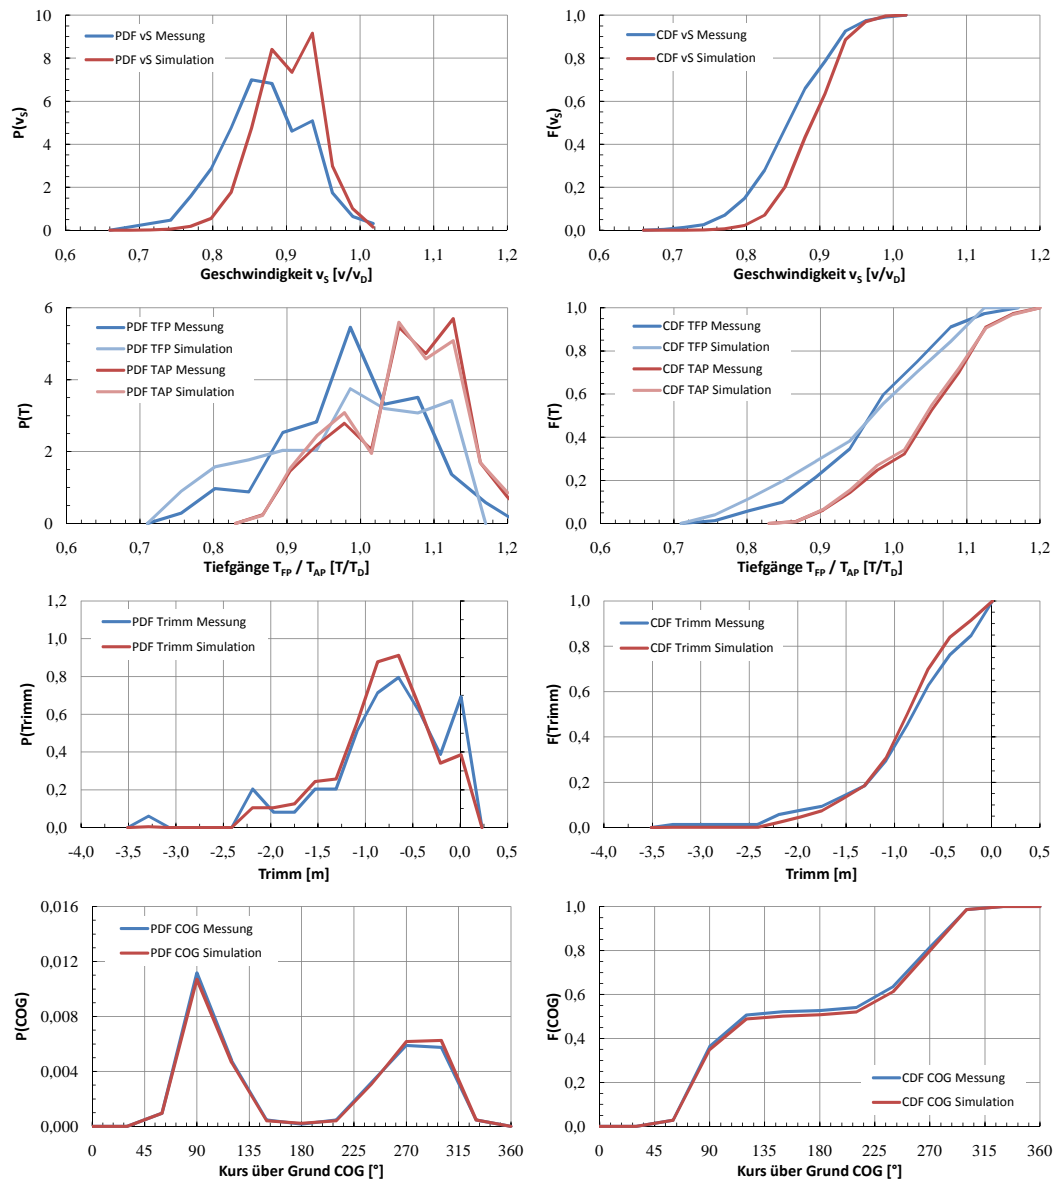 PDF vS Messung
PDF vS Simulation
P(vS)
10
8
6
4
2
0
0,6 0,7 0,8 0,9 1,0 1,1 1,2
Geschwindigkeit vS [v/vD]
CDF vS Messung
CDF vS Simulation
F(vS)
1,0
0,8
0,6
0,4
0,2
0,0
0,6 0,7 0,8 0,9 1,0 1,1 1,2
Geschwindigkeit vS [v/vD]
PDF TFP Messung
PDF TFP Simulation
PDF TAP Messung
PDF TAP Simulation
P(T)
6
4
2
0
0,6 0,7 0,8 0,9 1,0 1,1 1,2
Tiefgänge TFP / TAP [T/TD]
CDF TFP Messung
CDF TFP Simulation
CDF TAP Messung
CDF TAP Simulation
F(T)
1,0
0,8
0,6
0,4
0,2
0,0
0,6 0,7 0,8 0,9 1,0 1,1 1,2
Tiefgänge TFP / TAP [T/TD]
PDF Trimm Messung
PDF Trimm Simulation
P(Trimm)
1,2
1,0
0,8
0,6
0,4
0,2
0,0
-4,0 -3,5 -3,0 -2,5 -2,0 -1,5 -1,0 -0,5 0,0 0,5
Trimm [m]
CDF Trimm Messung
CDF Trimm Simulation
F(Trimm)
1,0
0,8
0,6
0,4
0,2
0,0
-4,0 -3,5 -3,0 -2,5 -2,0 -1,5 -1,0 -0,5 0,0 0,5
Trimm [m]
PDF COG Messung
PDF COG Simulation
P(COG)
0,016
0,012
0,008
0,004
0,000
0 45 90 135 180 225 270 315 360
Kurs über Grund COG [°]
CDF COG Messung
CDF COG Simulation
F(COG)
1,0
0,8
0,6
0,4
0,2
0,0
0 45 90 135 180 225 270 315 360
Kurs über Grund COG [°]